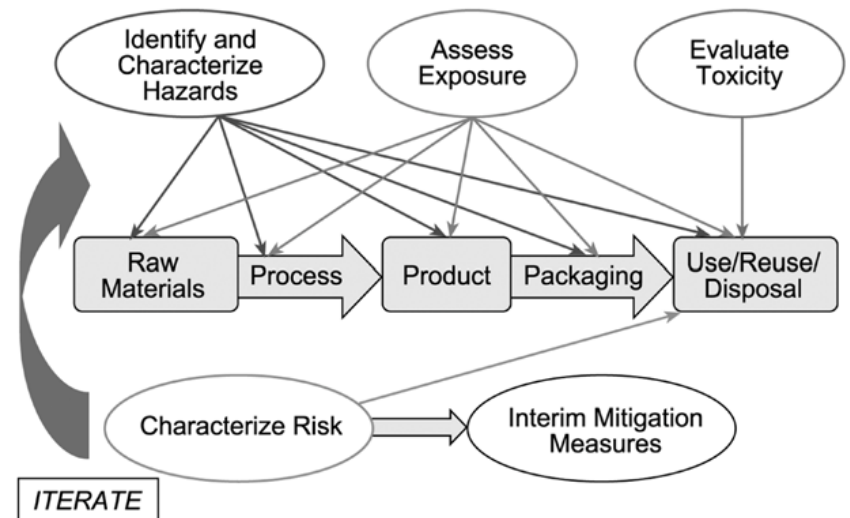 Identify and
Characterize
Hazards
Assess
Exposure
Evaluate
Toxicity
Raw
Materials
Process
Product
Packaging
Use/Reuse/
Disposal
Characterize Risk
Interim Mitigation
Measures
ITERATE